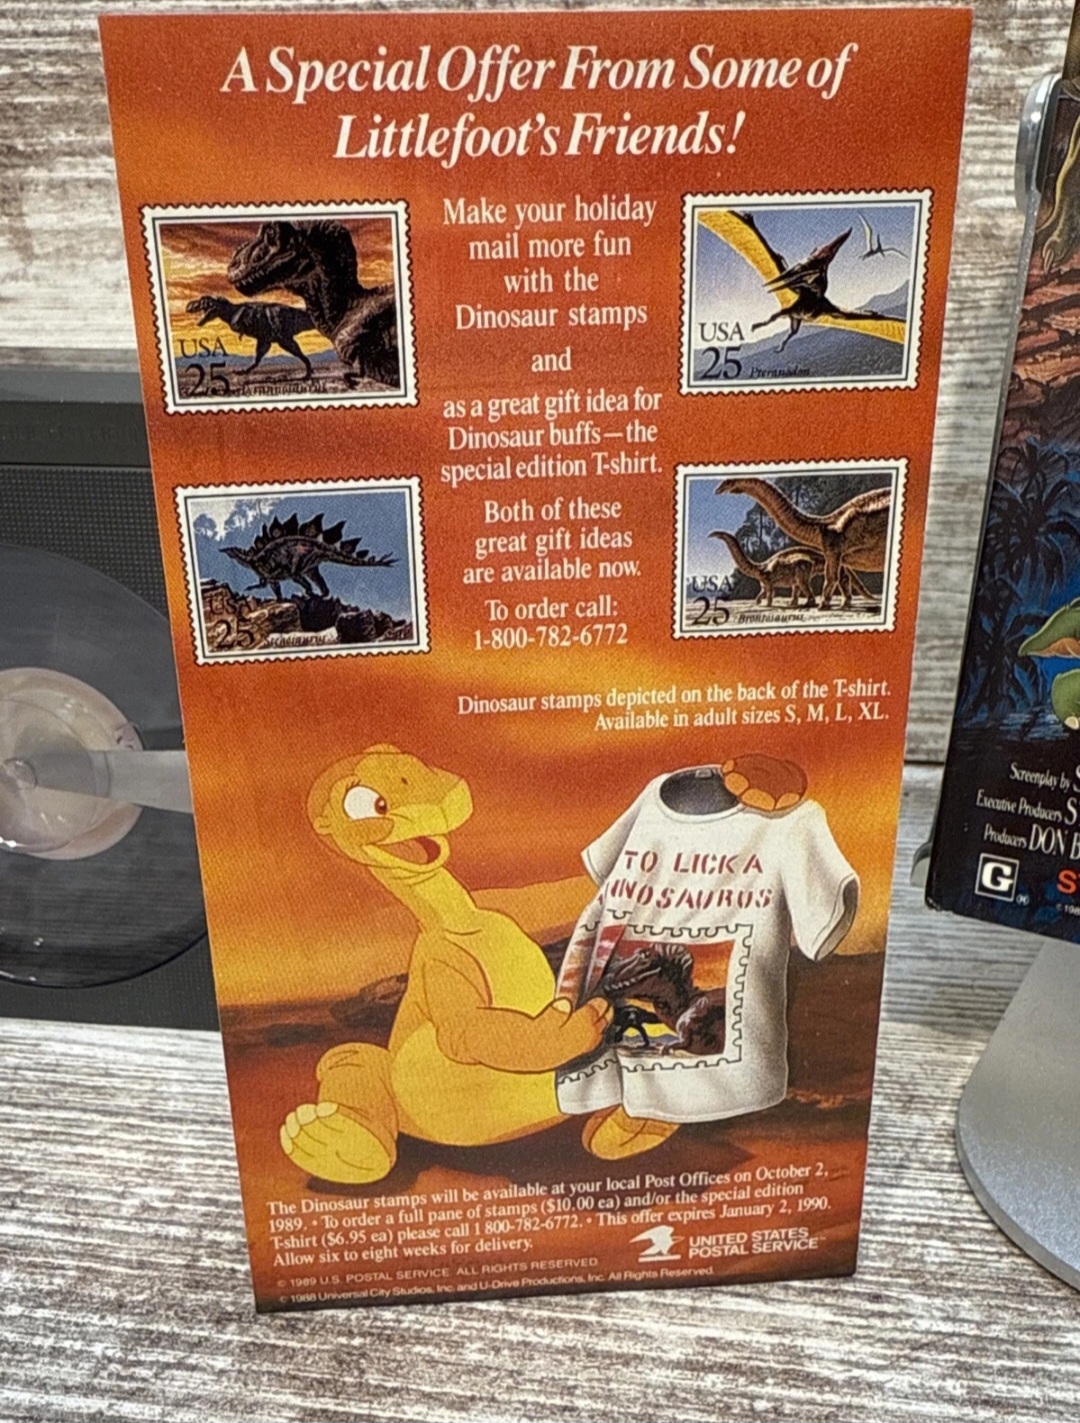 A Special Offer From Some of
Littlefoot's Friends!
Make your holiday
mail more fun
with the
Dinosaur stamps
and
as a great gift idea for
Dinosaur buffs—the
special edition T-shirt.
Both of these
great gift ideas
are available now.
To order call:
1-800-782-6772
USA
25
USA
25 Pteranodon
USA
25
USA
25 Brontosaurus
Dinosaur stamps depicted on the back of the T-shirt.
Available in adult sizes S, M, L, XL.
TO LICK A
The Dinosaur stamps will be available at your local Post Offices on October 2,
1989. • To order a full pane of stamps ($10.00 ea) and/or the special edition
T-shirt ($6.95 ea) please call 1 800-782-6772. • This offer expires January 2, 1990.
Allow six to eight weeks for delivery.
UNITED STATES
POSTAL SERVICE
© 1989 U.S. POSTAL SERVICE ALL RIGHTS RESERVED
© 1988 Universal City Studios, Inc. and U-Drive Productions, Inc. All Rights Reserved.
Screenplay by
Executive Producers
Producers DON
G